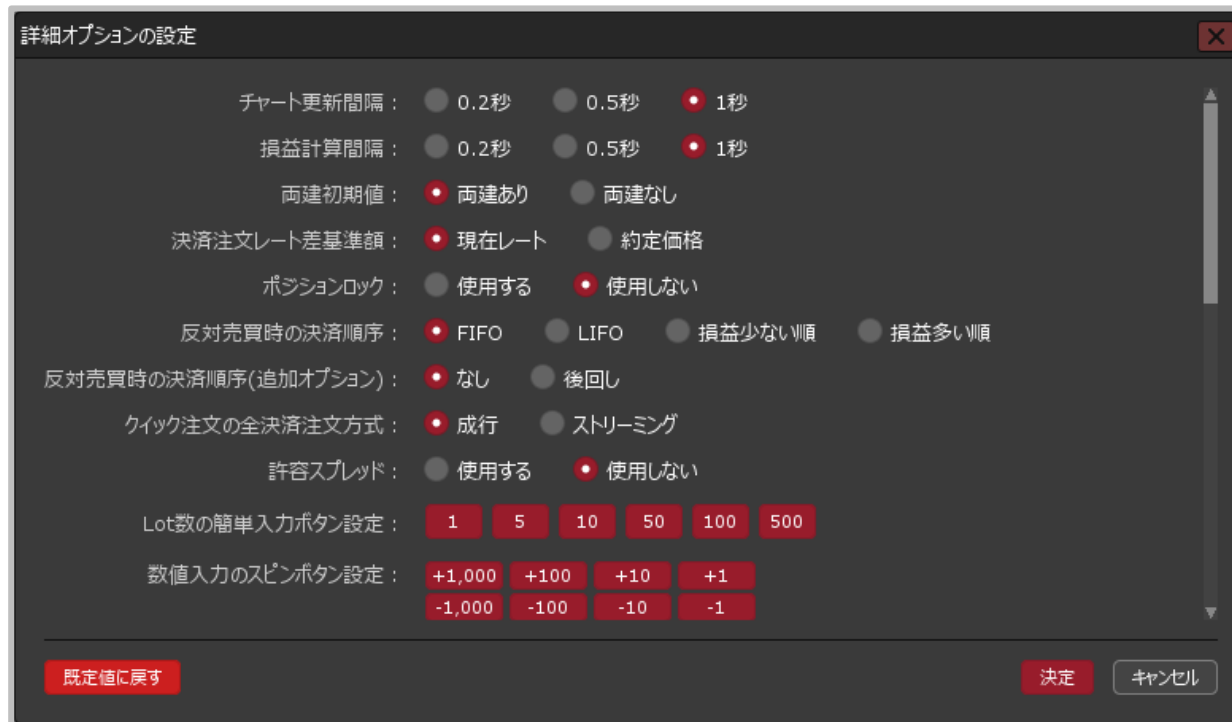 詳細オプションの設定
チャート更新間隔： 0.2秒 0.5秒 1秒
損益計算間隔： 0.2秒 0.5秒 1秒
両建初期値： 両建あり 両建なし
決済注文レート差基準額： 現在レート 約定価格
ポジションロック： 使用する 使用しない
反対売買時の決済順序： FIFO LIFO 損益少ない順 損益多い順
反対売買時の決済順序(追加オプション)： なし 後回し
クイック注文の全決済注文方式： 成行 ストリーミング
許容スプレッド： 使用する 使用しない
Lot数の簡単入力ボタン設定： 1 5 10 50 100 500
数値入力のスピンボタン設定： +1,000 +100 +10 +1
-1,000 -100 -10 -1
既定値に戻す 決定 キャンセル